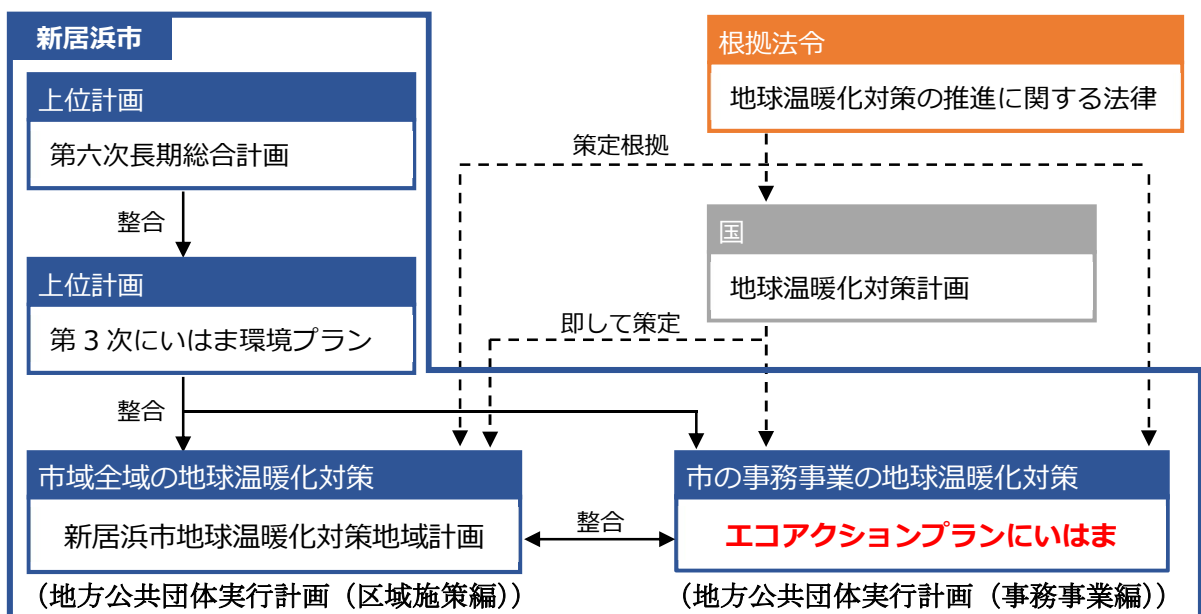 新居浜市
上位計画
第六次長期総合計画
整合
上位計画
第3次にいはま環境プラン
整合
根拠法令
地球温暖化対策の推進に関する法律
策定根拠
国
地球温暖化対策計画
即して策定
市域全域の地球温暖化対策
新居浜市地球温暖化対策地域計画
(地方公共団体実行計画(区域施策編))
整合
市の事務事業の地球温暖化対策
エコアクションプランにいはま
(地方公共団体実行計画(事務事業編))